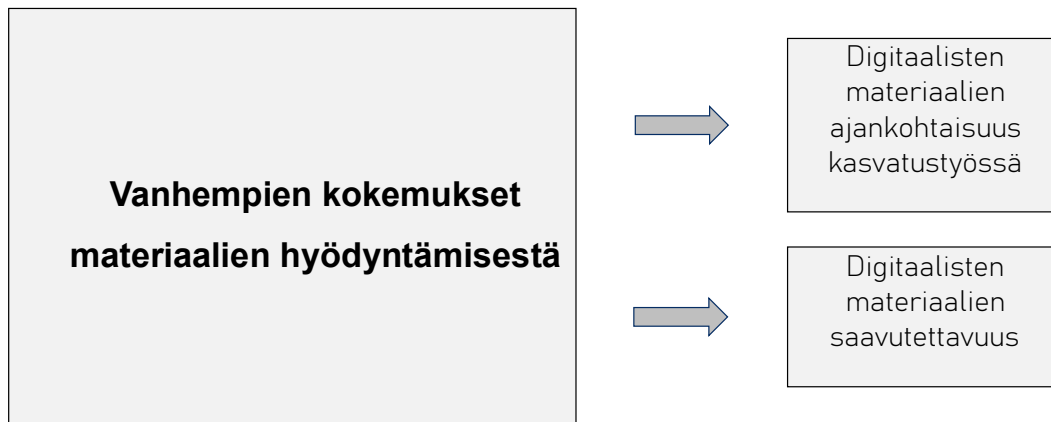 Vanhempien kokemukset
materiaalien hyödyntämisestä
Digitaalisten
materiaalien
ajankohtaisuus
kasvatustyössä
Digitaalisten
materiaalien
saavutettavuus